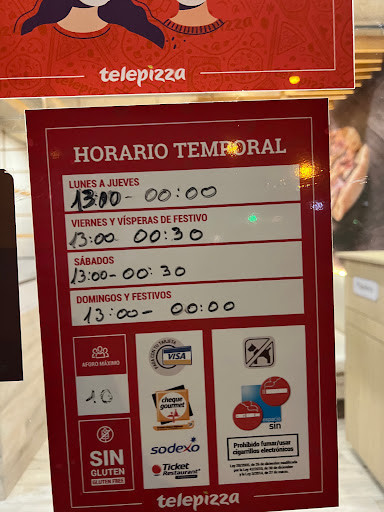 telepizza
HORARIO TEMPORAL
LUNES A JUEVES
13:00 - 00:00
VIERNES Y VÍSPERAS DE FESTIVO
13:00 00:30
SÁBADOS
13:00 - 00:30
DOMINGOS Y FESTIVOS
13:00 - 00:00
AFORO MÁXIMO
10
SIN
GLUTEN
GLUTEN FREE
VISA
cheque
gourmet
sodexo
Ticket
Restaurant
sin
Prohibido fumar/usar
cigarrillos electrónicos
telepizza